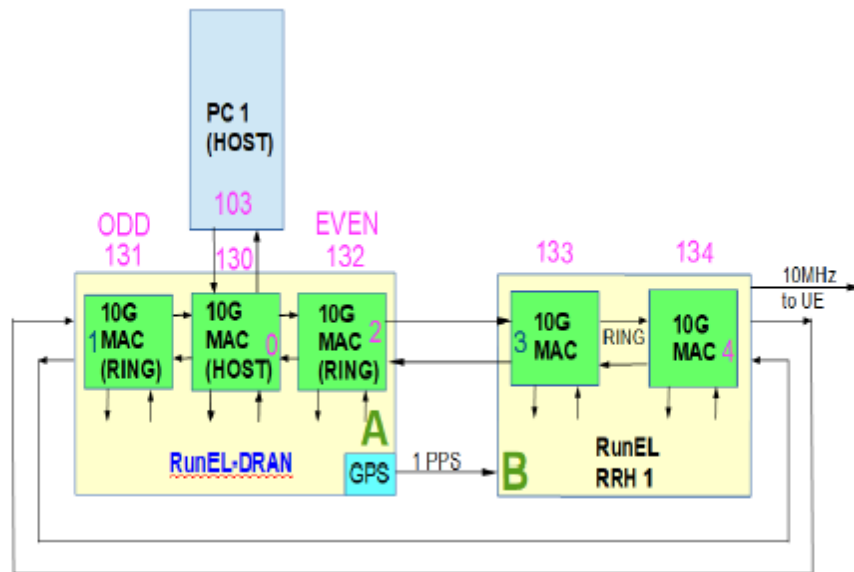 PC 1
(HOST)
103
ODD
131
130
EVEN
132
133
134
10MHz
to UE
10G
MAC
(RING)
1
10G
MAC
(HOST)
0
10G
MAC
(RING)
2
3
10G
MAC
RING
10G
MAC
4
A
RunEL-DRAN
GPS
1 PPS
B
RunEL
RRH 1